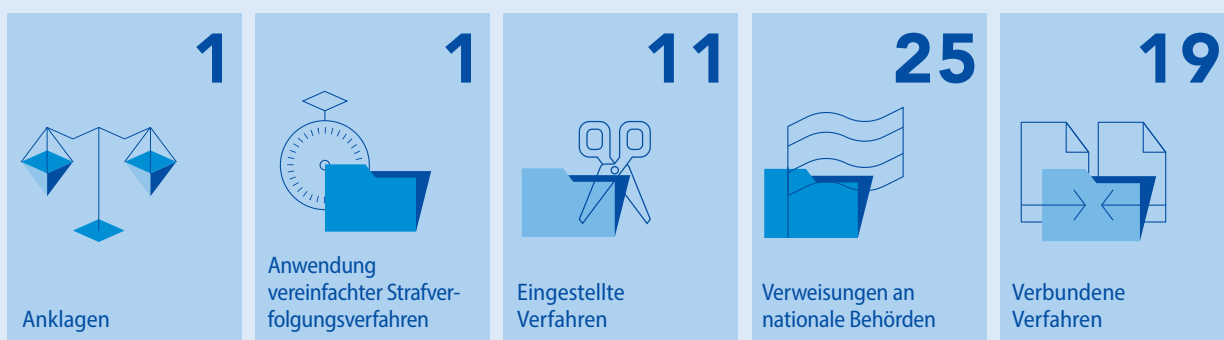 1
Anklagen
1
Anwendung
vereinfachter Strafver-
folgungsverfahren
11
Eingestellte
Verfahren
25
Verweisungen an
nationale Behörden
19
Verbundene
Verfahren